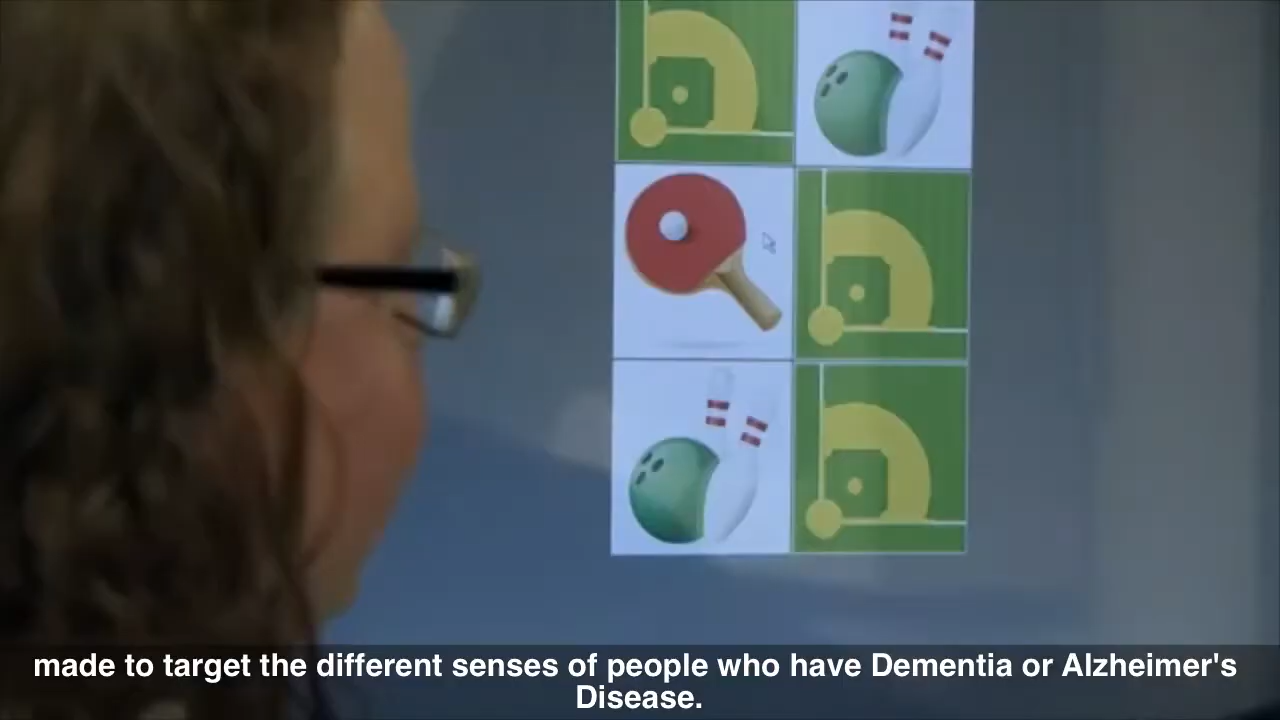 made to target the different senses of people who have Dementia or Alzheimer's
Disease.